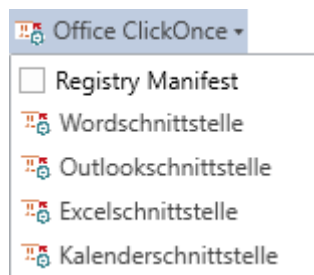 Office ClickOnce
Registry Manifest
Wordschnittstelle
Outlookschnittstelle
Excelschnittstelle
Kalenderschnittstelle